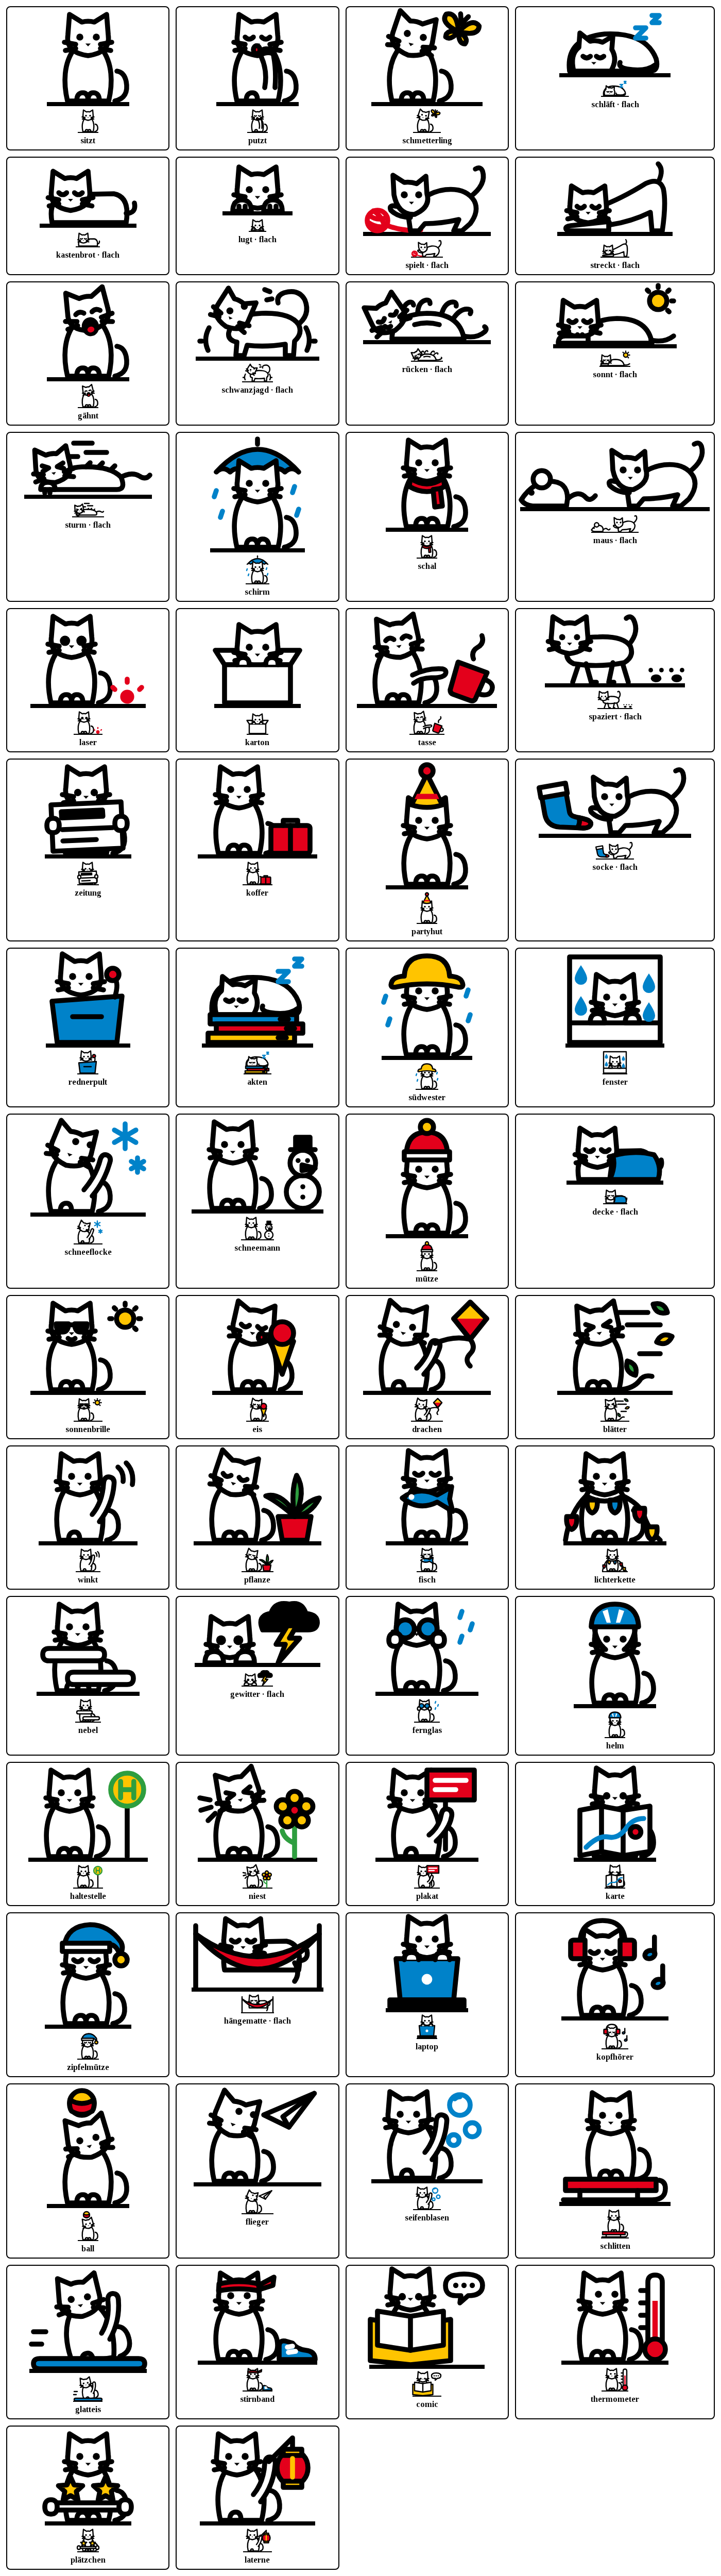 sitzt
putzt
schmetterling
schläft · flach
kastenbrot · flach
lugt · flach
spielt · flach
streckt · flach
gähnt
schwanzjagd · flach
rücken · flach
sonnt · flach
sturm · flach
schirm
schal
maus · flach
laser
karton
tasse
spaziert · flach
zeitung
koffer
partyhut
socke · flach
rednerpult
akten
südwester
fenster
schneeflocke
schneemann
mütze
decke · flach
sonnenbrille
eis
drachen
blätter
winkt
pflanze
fisch
lichterkette
nebel
gewitter · flach
fernglas
helm
H
haltestelle
niest
plakat
karte
zipfelmütze
hängematte · flach
laptop
kopfhörer
ball
flieger
seifenblasen
schlitten
glatteis
stirnband
comic
thermometer
plätzchen
laterne